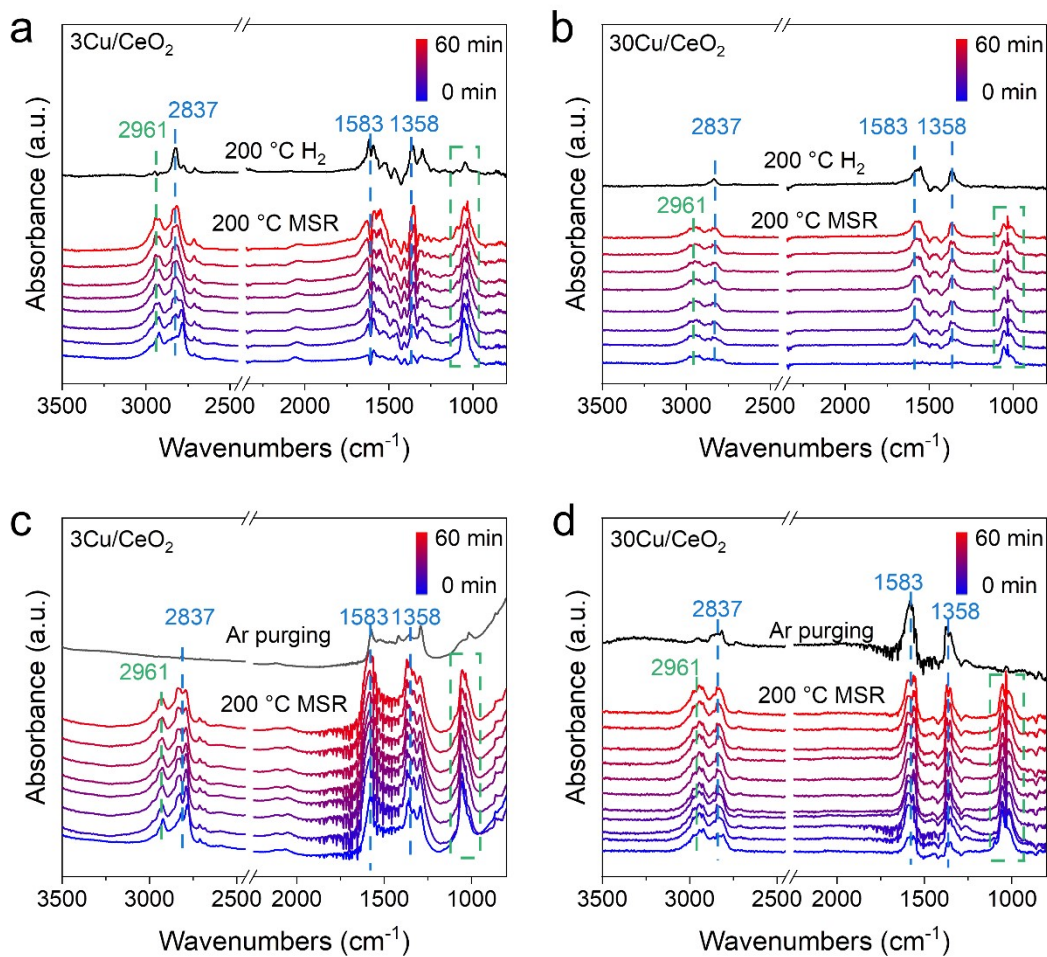 a
3Cu/CeO₂
60 min
0 min
2961
2837
1583
1358
200 °C H₂
200 °C MSR
Absorbance (a.u.)
3500
3000
2500
2000
1500
1000
Wavenumbers (cm⁻¹)
b
30Cu/CeO₂
60 min
0 min
2837
1583
1358
200 °C H₂
2961
200 °C MSR
Absorbance (a.u.)
3500
3000
2500
2000
1500
1000
Wavenumbers (cm⁻¹)
c
3Cu/CeO₂
60 min
0 min
2837
1583
1358
Ar purging
2961
200 °C MSR
Absorbance (a.u.)
3500
3000
2500
2000
1500
1000
Wavenumbers (cm⁻¹)
d
30Cu/CeO₂
60 min
0 min
1583
2837
1358
Ar purging
2961
200 °C MSR
Absorbance (a.u.)
3500
3000
2500
2000
1500
1000
Wavenumbers (cm⁻¹)